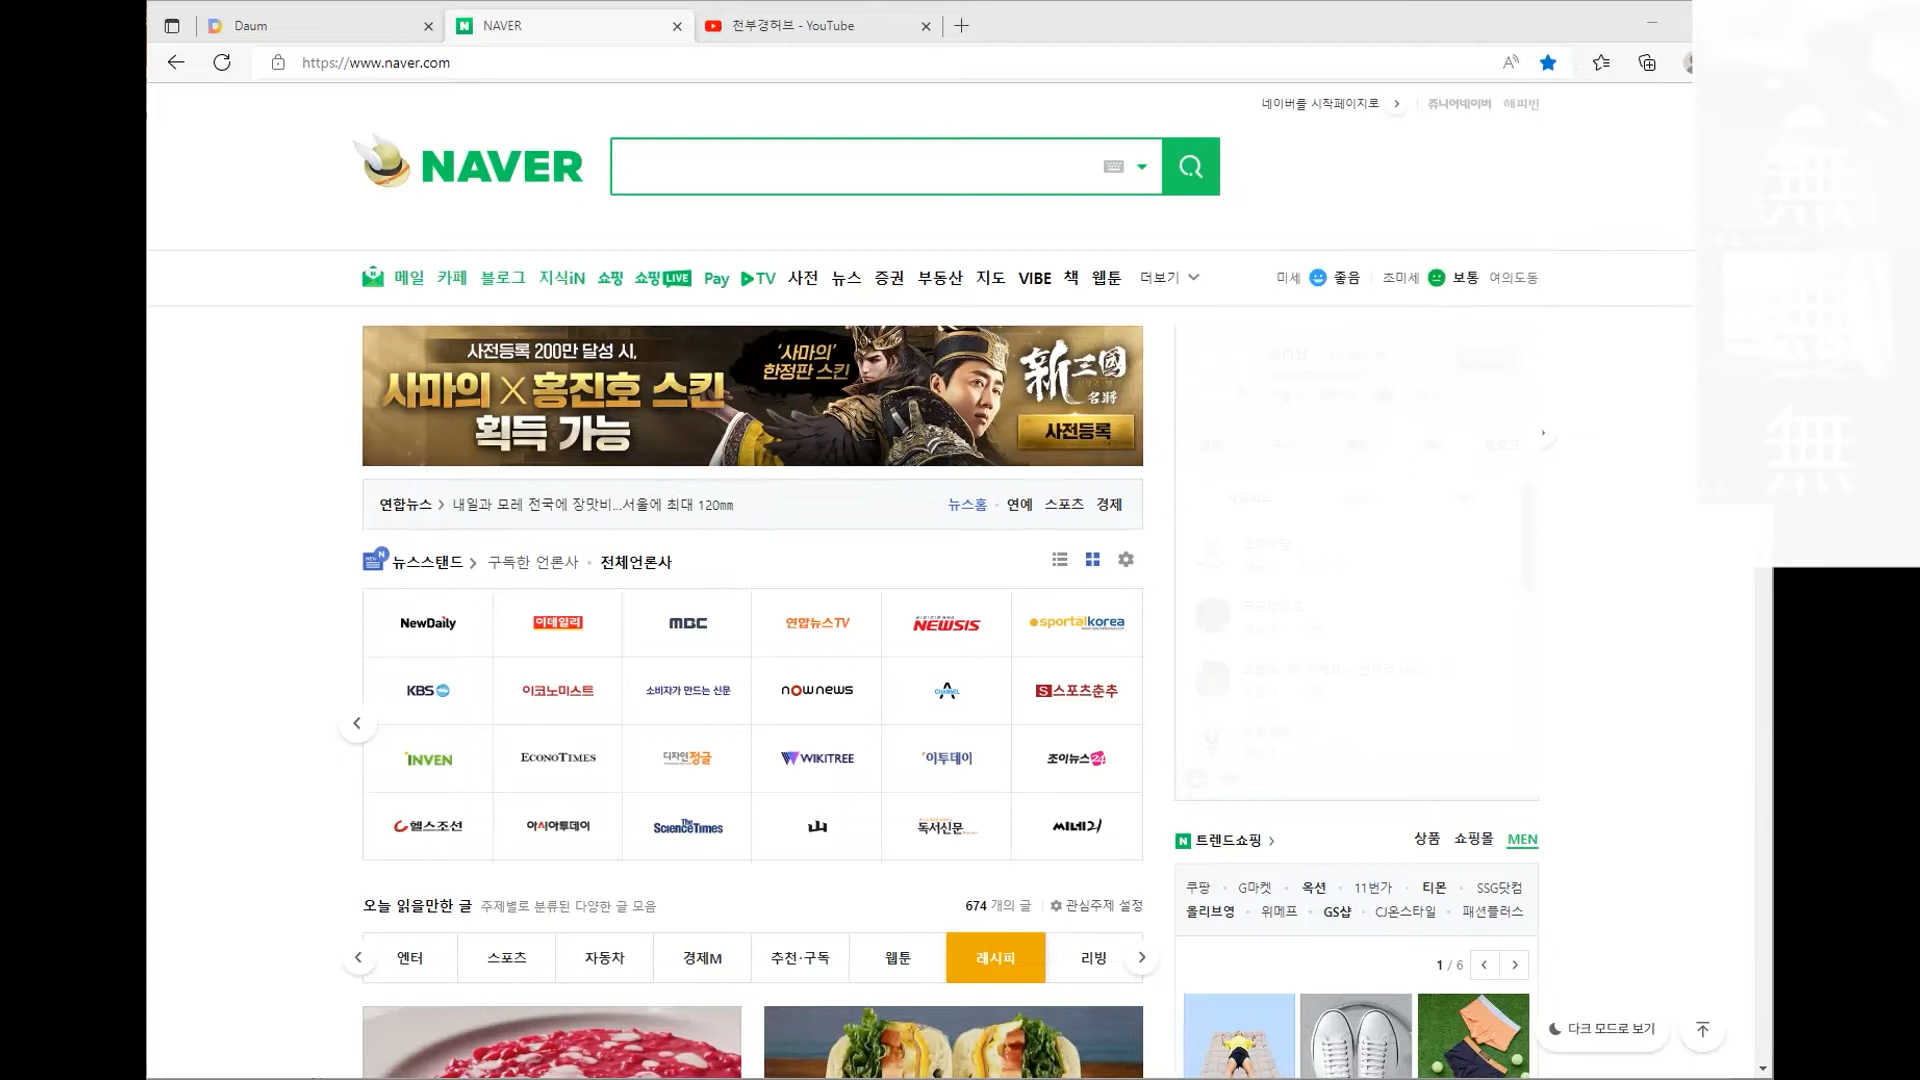 Daum
NAVER
천부경허브 - YouTube
https://www.naver.com
네이버를 시작페이지로
쥬니어네이버 해피빈
NAVER
메일 카페 블로그 지식iN 쇼핑 쇼핑LIVE Pay TV 사전 뉴스 증권 부동산 지도 VIBE 책 웹툰 더보기
미세 좋음 초미세 보통 여의도동
사전등록 200만 달성 시,
사마의 X 홍진호 스킨
획득 가능
'사마의'
한정판 스킨
新三國
名將
사전등록
연합뉴스 > 내일과 모레 전국에 장맛비...서울에 최대 120㎜
뉴스홈 · 연예 스포츠 경제
뉴스스탠드 > 구독한 언론사 · 전체언론사
NewDaily 이데일리 MBC 연합뉴스TV NEWSIS sportalkorea
KBS 이코노미스트 소비자가 만드는 신문 nownews CHANNEL A S스포츠춘추
INVEN ECONOTIMES 디자인정글 WIKITREE 이투데이 조이뉴스24
헬스조선 아시아투데이 The ScienceTimes 山 독서신문 씨네21
오늘 읽을만한 글 주제별로 분류된 다양한 글 모음
674 개의 글 관심주제 설정
엔터 스포츠 자동차 경제M 추천·구독 웹툰 레시피 리빙
트렌드쇼핑 >
상품 쇼핑몰 MEN
쿠팡 · G마켓 · 옥션 · 11번가 · 티몬 · SSG닷컴
올리브영 · 위메프 · GS샵 · CJ온스타일 · 패션플러스
1 / 6
다크 모드로 보기
無
無